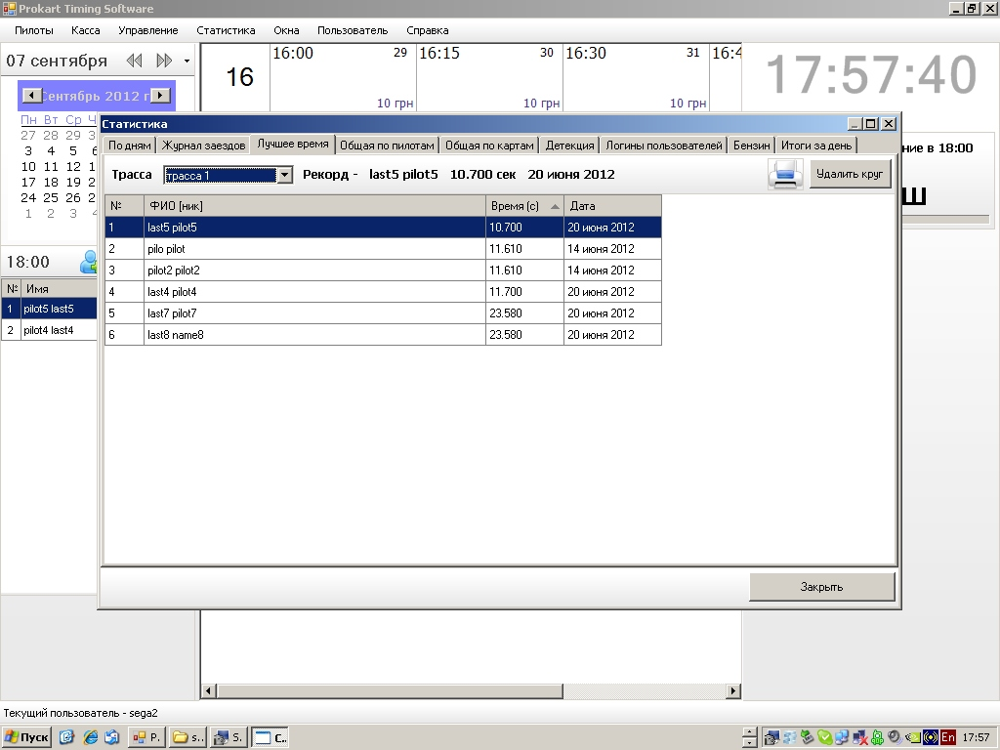 Prokart Timing Software
Пилоты Касса Управление Статистика Окна Пользователь Справка
07 сентября
16
16:00 29 16:15 30 16:30 31 16:4
10 грн 10 грн 10 грн
17:57:40
ентябрь 2012 г
Пн Вт Ср Ч
27 28 29 3
3 4 5 6
10 11 12 1
17 18 19 2
24 25 26 2
1 2 3 4
Статистика
По дням Журнал заездов Лучшее время Общая по пилотам Общая по картам Детекция Логины пользователей Бензин Итоги за день
Трасса трасса 1 Рекорд - last5 pilot5 10.700 сек 20 июня 2012 Удалить круг
№ ФИО [ник] Время (с) Дата
1 last5 pilot5 10.700 20 июня 2012
2 pilo pilot 11.610 14 июня 2012
3 pilot2 pilot2 11.610 14 июня 2012
4 last4 pilot4 11.700 20 июня 2012
5 last7 pilot7 23.580 20 июня 2012
6 last8 name8 23.580 20 июня 2012
Закрыть
ние в 18:00
ш
18:00
№ Имя
1 pilot5 last5
2 pilot4 last4
Текущий пользователь - sega2
Пуск P. s.. S. С.. En 17:57